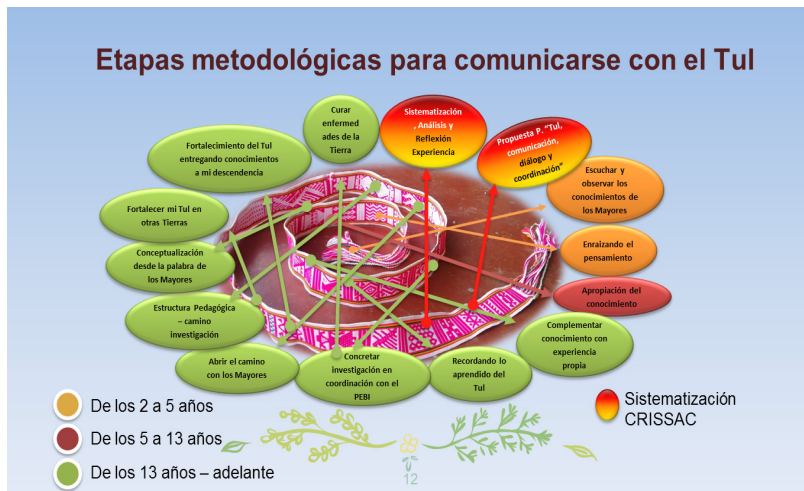 Etapas metodológicas para comunicarse con el Tul
Curar
enfermed
ades de la
Tierra
Sistematización
, Análisis y
Reflexión
Experiencia
Propuesta P. "Tul,
comunicación,
diálogo y
coordinación"
Fortalecimiento del Tul
entregando conocimientos
a mi descendencia
Escuchar y
observar los
conocimientos de
los Mayores
Fortalecer mi Tul en
otras Tierras
Enraizando el
pensamiento
Conceptualización
desde la palabra de
los Mayores
Apropiación del
conocimiento
Estructura Pedagógica
– camino
investigación
Complementar
conocimiento con
experiencia
propia
Abrir el camino
con los Mayores
Concretar
investigación en
coordinación con el
PEBI
Recordando lo
aprendido del
Tul
De los 2 a 5 años
De los 5 a 13 años
De los 13 años – adelante
Sistematización
CRISSAC
12